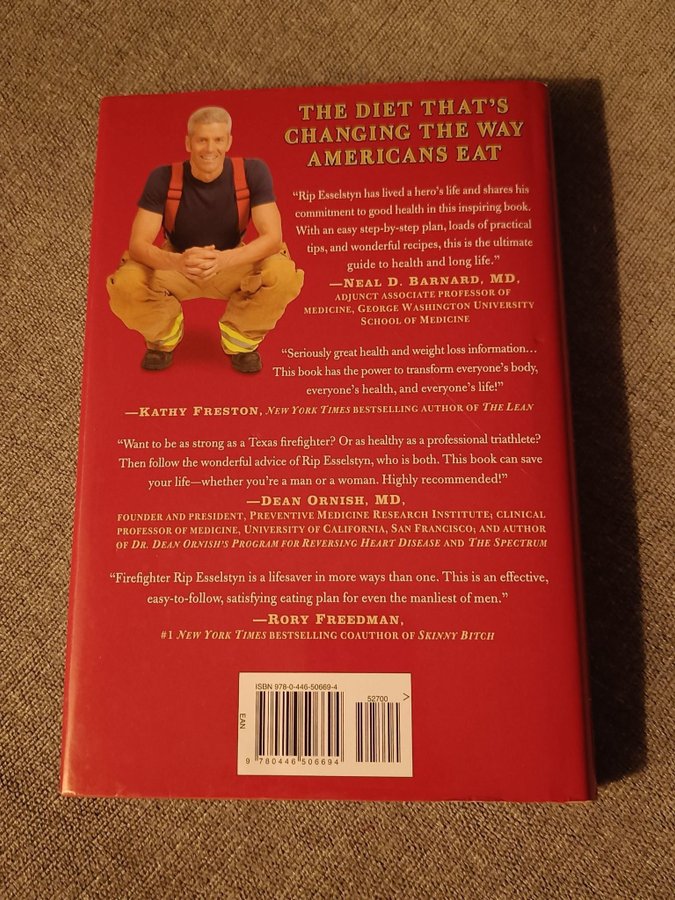 THE DIET THAT'S
CHANGING THE WAY
AMERICANS EAT
“Rip Esselstyn has lived a hero's life and shares his
commitment to good health in this inspiring book.
With an easy step-by-step plan, loads of practical
tips, and wonderful recipes, this is the ultimate
guide to health and long life.”
—NEAL D. BARNARD, MD,
ADJUNCT ASSOCIATE PROFESSOR OF
MEDICINE, GEORGE WASHINGTON UNIVERSITY
SCHOOL OF MEDICINE
“Seriously great health and weight loss information...
This book has the power to transform everyone's body,
everyone's health, and everyone's life!”
—KATHY FRESTON, NEW YORK TIMES BESTSELLING AUTHOR OF THE LEAN
“Want to be as strong as a Texas firefighter? Or as healthy as a professional triathlete?
Then follow the wonderful advice of Rip Esselstyn, who is both. This book can save
your life—whether you're a man or a woman. Highly recommended!”
—DEAN ORNISH, MD,
FOUNDER AND PRESIDENT, PREVENTIVE MEDICINE RESEARCH INSTITUTE; CLINICAL
PROFESSOR OF MEDICINE, UNIVERSITY OF CALIFORNIA, SAN FRANCISCO; AND AUTHOR
OF DR. DEAN ORNISH'S PROGRAM FOR REVERSING HEART DISEASE AND THE SPECTRUM
“Firefighter Rip Esselstyn is a lifesaver in more ways than one. This is an effective,
easy-to-follow, satisfying eating plan for even the manliest of men.”
—RORY FREEDMAN,
#1 NEW YORK TIMES BESTSELLING COAUTHOR OF SKINNY BITCH
ISBN 978-0-446-50669-4
52700 >
EAN
9 780446 506694